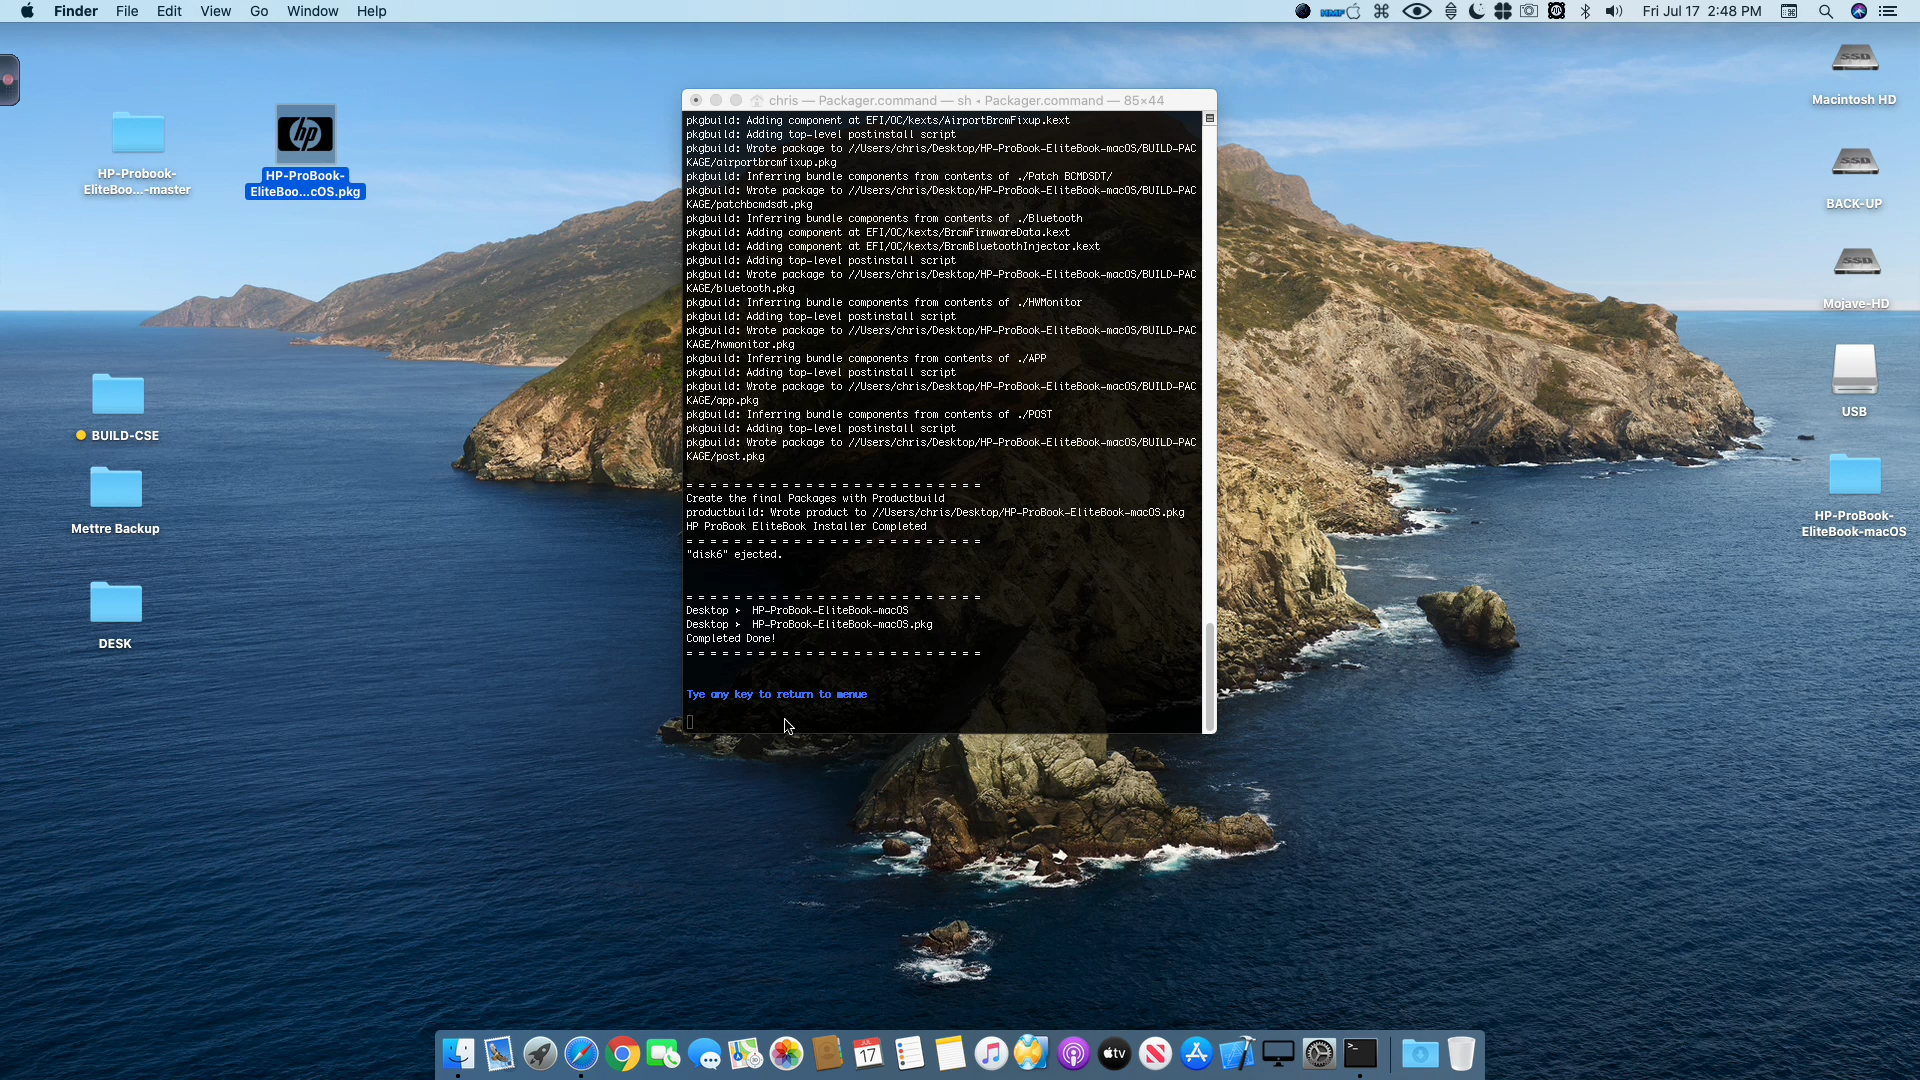 Finder File Edit View Go Window Help
HMF
Fri Jul 17 2:48 PM
chris — Packager.command — sh ◂ Packager.command — 85×44
pkgbuild: Adding component at EFI/OC/kexts/AirportBrcmFixup.kext
pkgbuild: Adding top-level postinstall script
pkgbuild: Wrote package to //Users/chris/Desktop/HP-ProBook-EliteBook-macOS/BUILD-PAC
KAGE/airportbrcmfixup.pkg
pkgbuild: Inferring bundle components from contents of ./Patch BCMDSDT/
pkgbuild: Wrote package to //Users/chris/Desktop/HP-ProBook-EliteBook-macOS/BUILD-PAC
KAGE/patchbcmdsdt.pkg
pkgbuild: Inferring bundle components from contents of ./Bluetooth
pkgbuild: Adding component at EFI/OC/kexts/BrcmFirmwareData.kext
pkgbuild: Adding component at EFI/OC/kexts/BrcmBluetoothInjector.kext
pkgbuild: Adding top-level postinstall script
pkgbuild: Wrote package to //Users/chris/Desktop/HP-ProBook-EliteBook-macOS/BUILD-PAC
KAGE/bluetooth.pkg
pkgbuild: Inferring bundle components from contents of ./HWMonitor
pkgbuild: Adding top-level postinstall script
pkgbuild: Wrote package to //Users/chris/Desktop/HP-ProBook-EliteBook-macOS/BUILD-PAC
KAGE/hwmonitor.pkg
pkgbuild: Inferring bundle components from contents of ./APP
pkgbuild: Adding top-level postinstall script
pkgbuild: Wrote package to //Users/chris/Desktop/HP-ProBook-EliteBook-macOS/BUILD-PAC
KAGE/app.pkg
pkgbuild: Inferring bundle components from contents of ./POST
pkgbuild: Adding top-level postinstall script
pkgbuild: Wrote package to //Users/chris/Desktop/HP-ProBook-EliteBook-macOS/BUILD-PAC
KAGE/post.pkg
= = = = = = = = = = = = = = = = = = = = = = = = =
Create the final Packages with Productbuild
productbuild: Wrote product to //Users/chris/Desktop/HP-ProBook-EliteBook-macOS.pkg
HP ProBook EliteBook Installer Completed
= = = = = = = = = = = = = = = = = = = = = = = = =
"disk6" ejected.
= = = = = = = = = = = = = = = = = = = = = = = = =
Desktop ➤ HP-ProBook-EliteBook-macOS
Desktop ➤ HP-ProBook-EliteBook-macOS.pkg
Completed Done!
= = = = = = = = = = = = = = = = = = = = = = = = =
Tye any key to return to menue
HP-Probook-
EliteBoo...-master
hp
HP-ProBook-
EliteBoo...cOS.pkg
BUILD-CSE
Mettre Backup
DESK
SSD
Macintosh HD
SSD
BACK-UP
SSD
Mojave-HD
USB
HP-ProBook-
EliteBook-macOS
JUL
17
tv